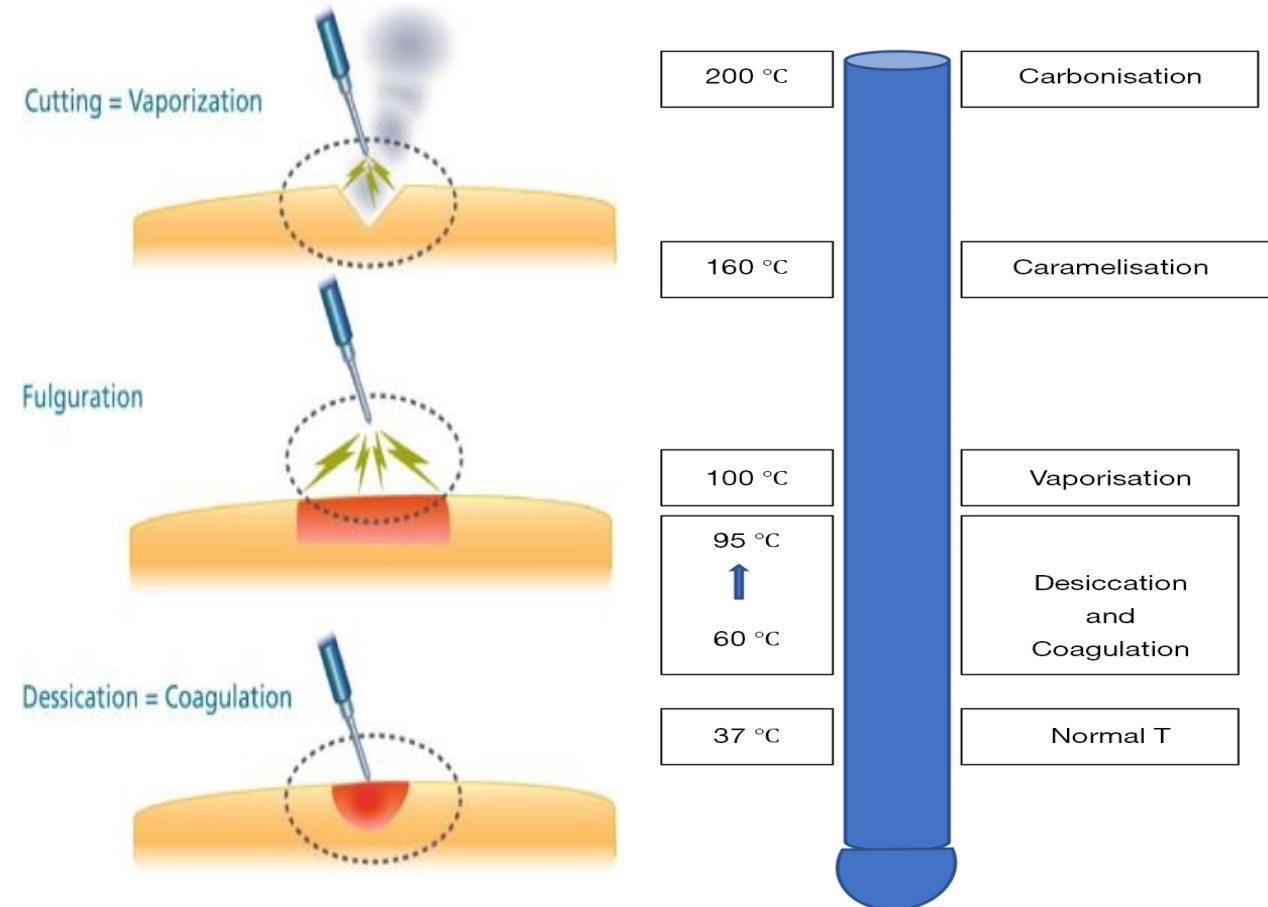 Cutting = Vaporization
Fulguration
Dessication = Coagulation
200 °C
Carbonisation
160 °C
Caramelisation
100 °C
Vaporisation
95 °C
60 °C
Desiccation
and
Coagulation
37 °C
Normal T